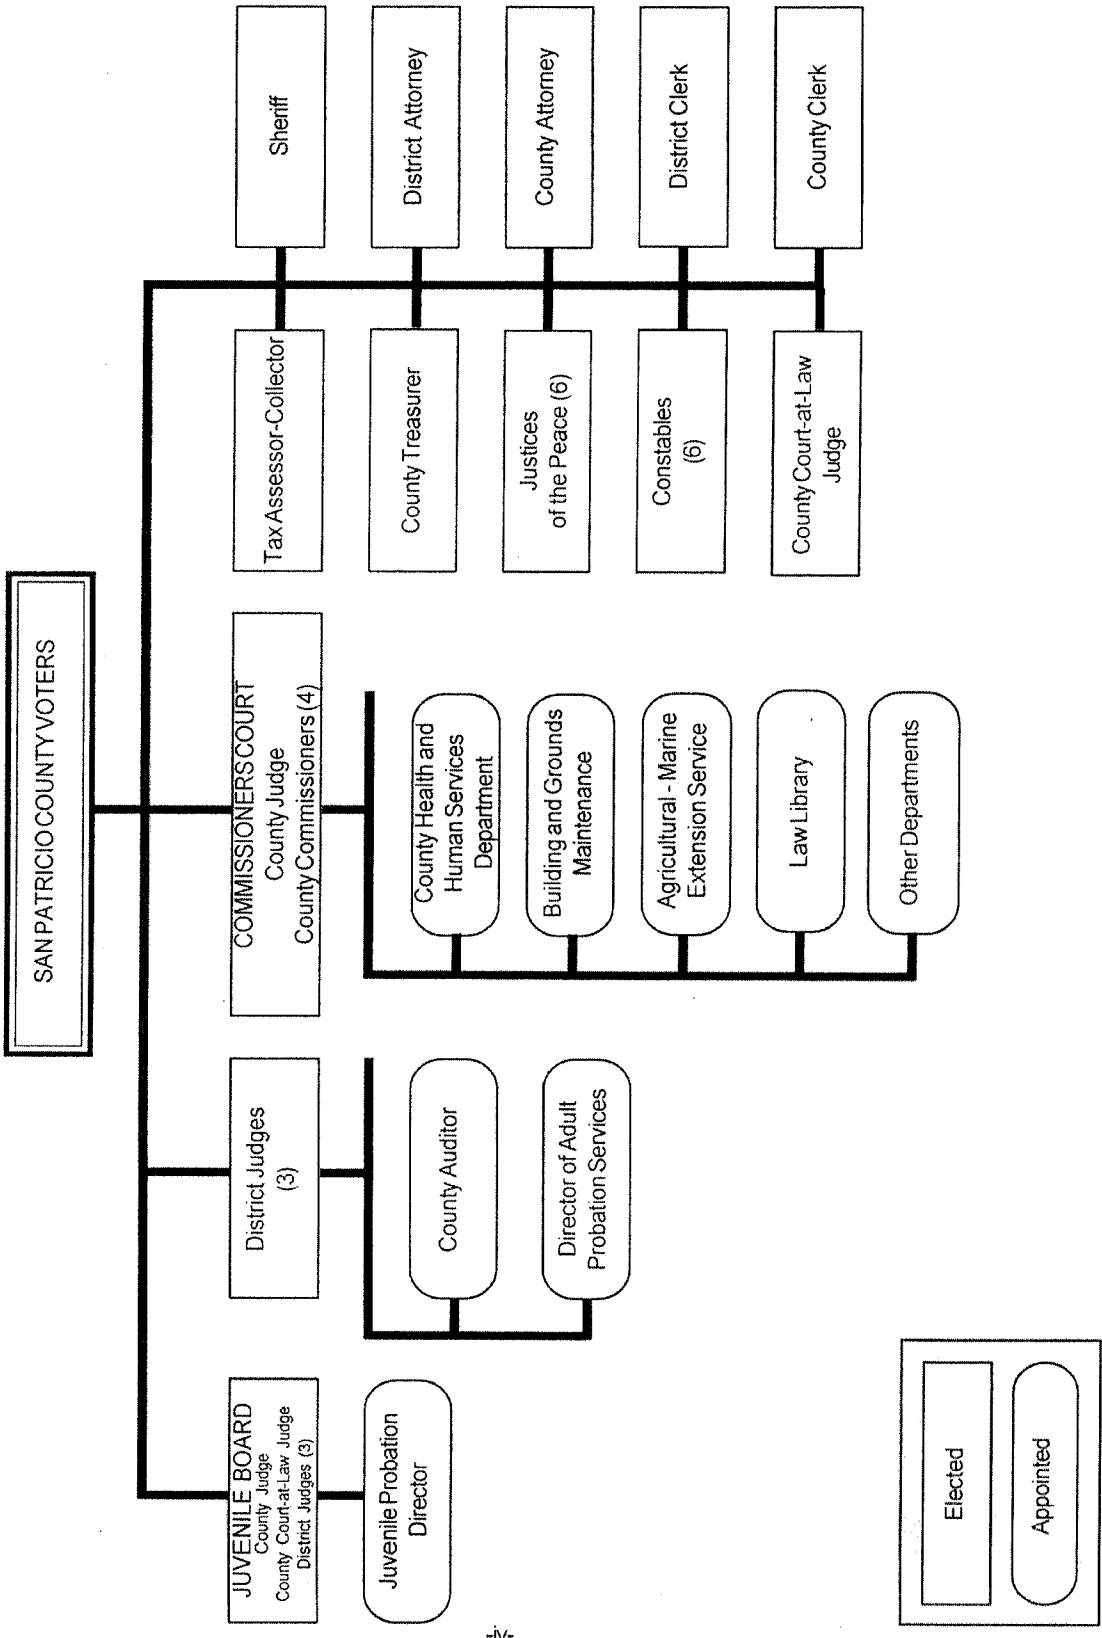 SAN PATRICIO COUNTY VOTERS
JUVENILE BOARD
County Judge
County Court-at-Law Judge
District Judges (3)
Juvenile Probation
Director
District Judges
(3)
County Auditor
Director of Adult
Probation Services
COMMISSIONERS COURT
County Judge
County Commissioners (4)
County Health and
Human Services
Department
Building and Grounds
Maintenance
Agricultural - Marine
Extension Service
Law Library
Other Departments
Tax Assessor-Collector
County Treasurer
Justices
of the Peace (6)
Constables
(6)
County Court-at-Law
Judge
Sheriff
District Attorney
County Attorney
District Clerk
County Clerk
Elected
Appointed
-iv-